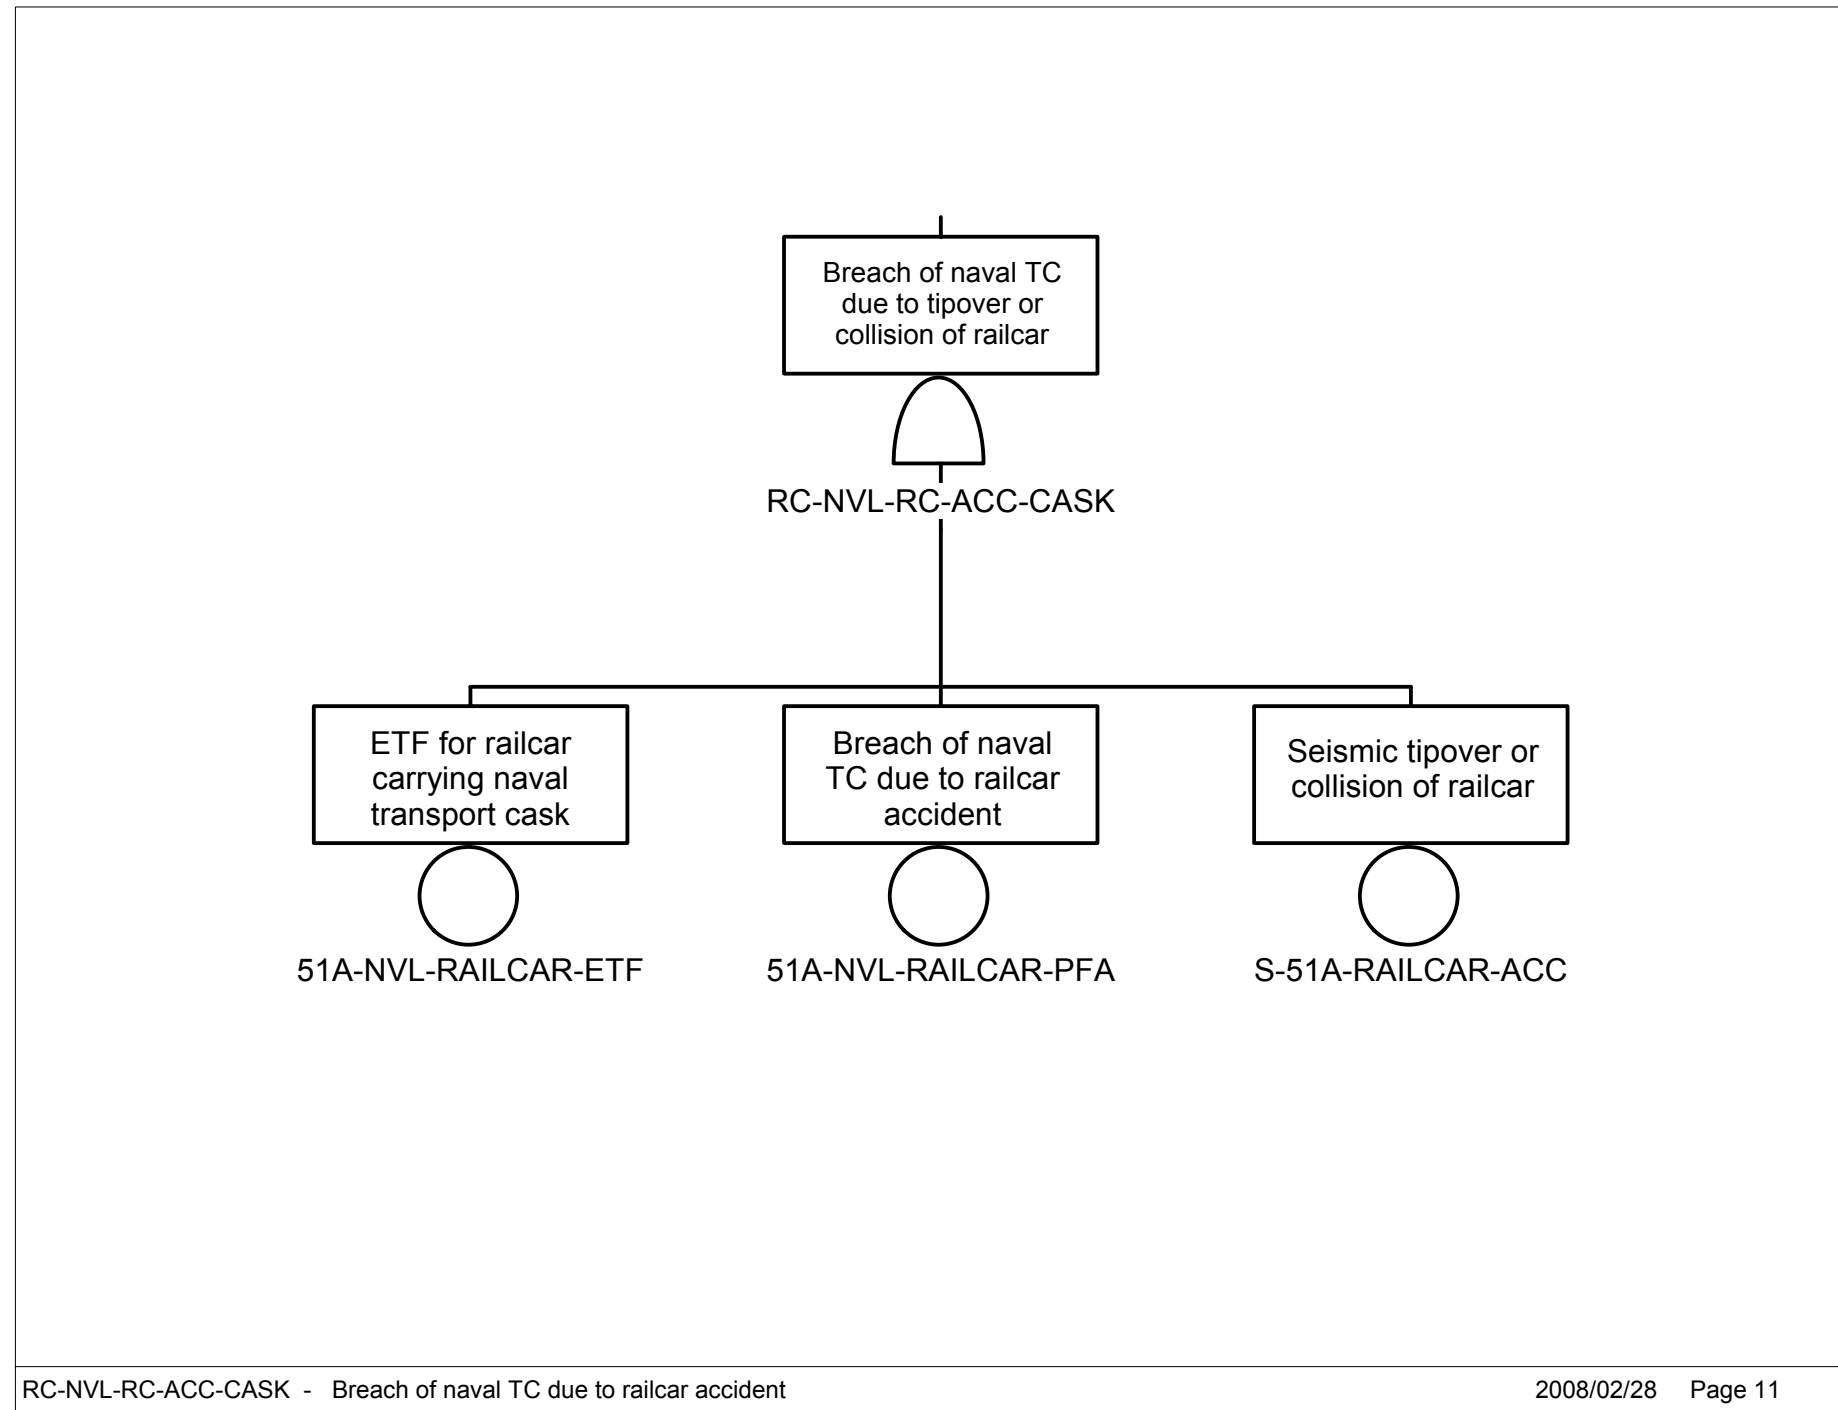 Breach of naval TC
due to tipover or
collision of railcar
RC-NVL-RC-ACC-CASK
ETF for railcar
carrying naval
transport cask
51A-NVL-RAILCAR-ETF
Breach of naval
TC due to railcar
accident
51A-NVL-RAILCAR-PFA
Seismic tipover or
collision of railcar
S-51A-RAILCAR-ACC
RC-NVL-RC-ACC-CASK - Breach of naval TC due to railcar accident 2008/02/28 Page 11